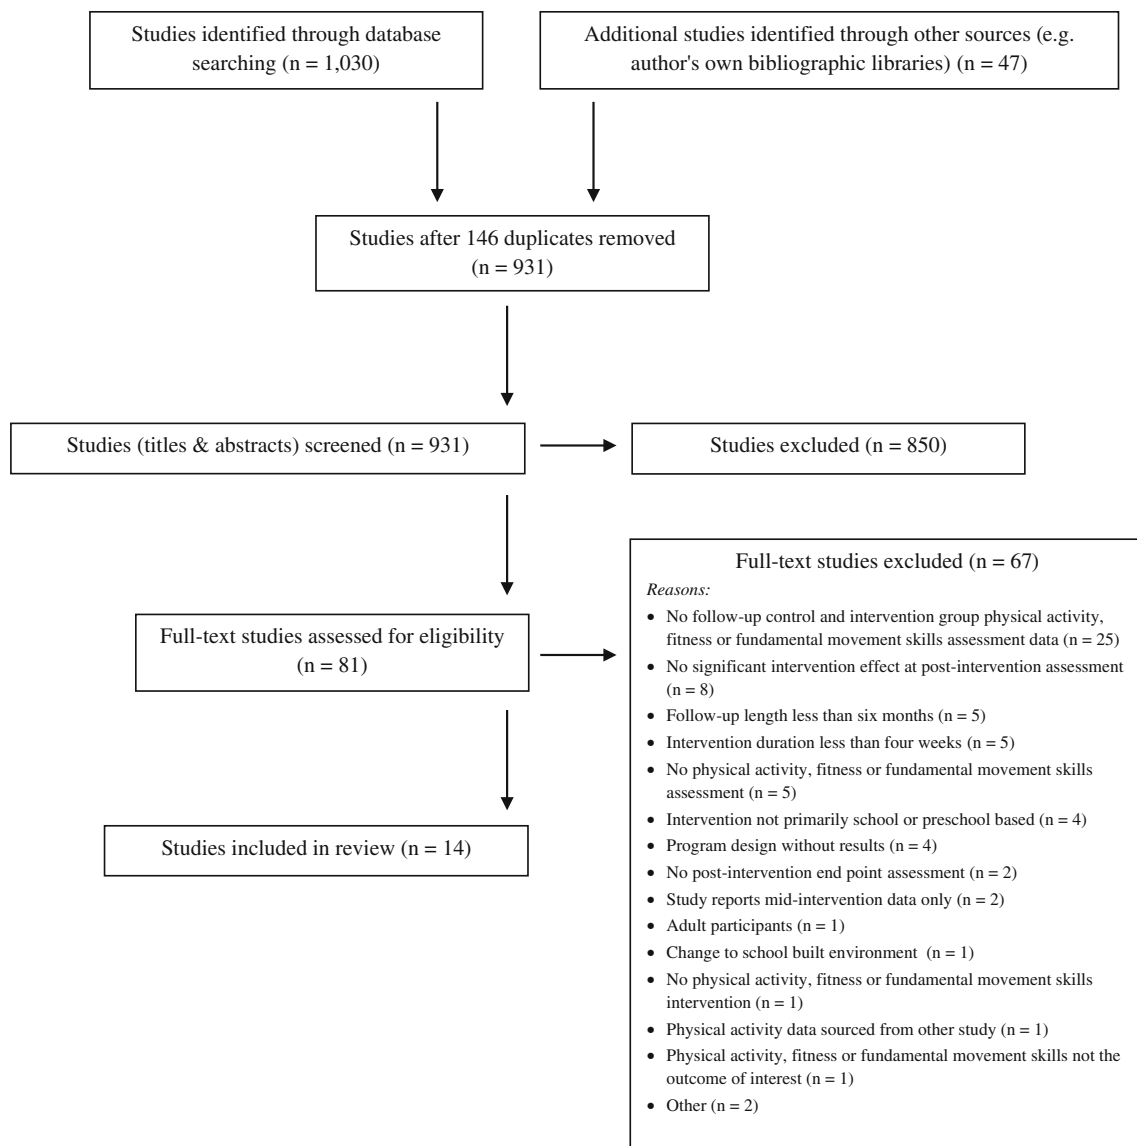 Studies identified through database
searching (n = 1,030)
Additional studies identified through other sources (e.g.
author's own bibliographic libraries) (n = 47)
Studies after 146 duplicates removed
(n = 931)
Studies (titles & abstracts) screened (n = 931)
Studies excluded (n = 850)
Full-text studies assessed for eligibility
(n = 81)
Full-text studies excluded (n = 67)
Reasons:
• No follow-up control and intervention group physical activity,
fitness or fundamental movement skills assessment data (n = 25)
• No significant intervention effect at post-intervention assessment
(n = 8)
• Follow-up length less than six months (n = 5)
• Intervention duration less than four weeks (n = 5)
• No physical activity, fitness or fundamental movement skills
assessment (n = 5)
• Intervention not primarily school or preschool based (n = 4)
• Program design without results (n = 4)
• No post-intervention end point assessment (n = 2)
• Study reports mid-intervention data only (n = 2)
• Adult participants (n = 1)
• Change to school built environment (n = 1)
• No physical activity, fitness or fundamental movement skills
intervention (n = 1)
• Physical activity data sourced from other study (n = 1)
• Physical activity, fitness or fundamental movement skills not the
outcome of interest (n = 1)
• Other (n = 2)
Studies included in review (n = 14)